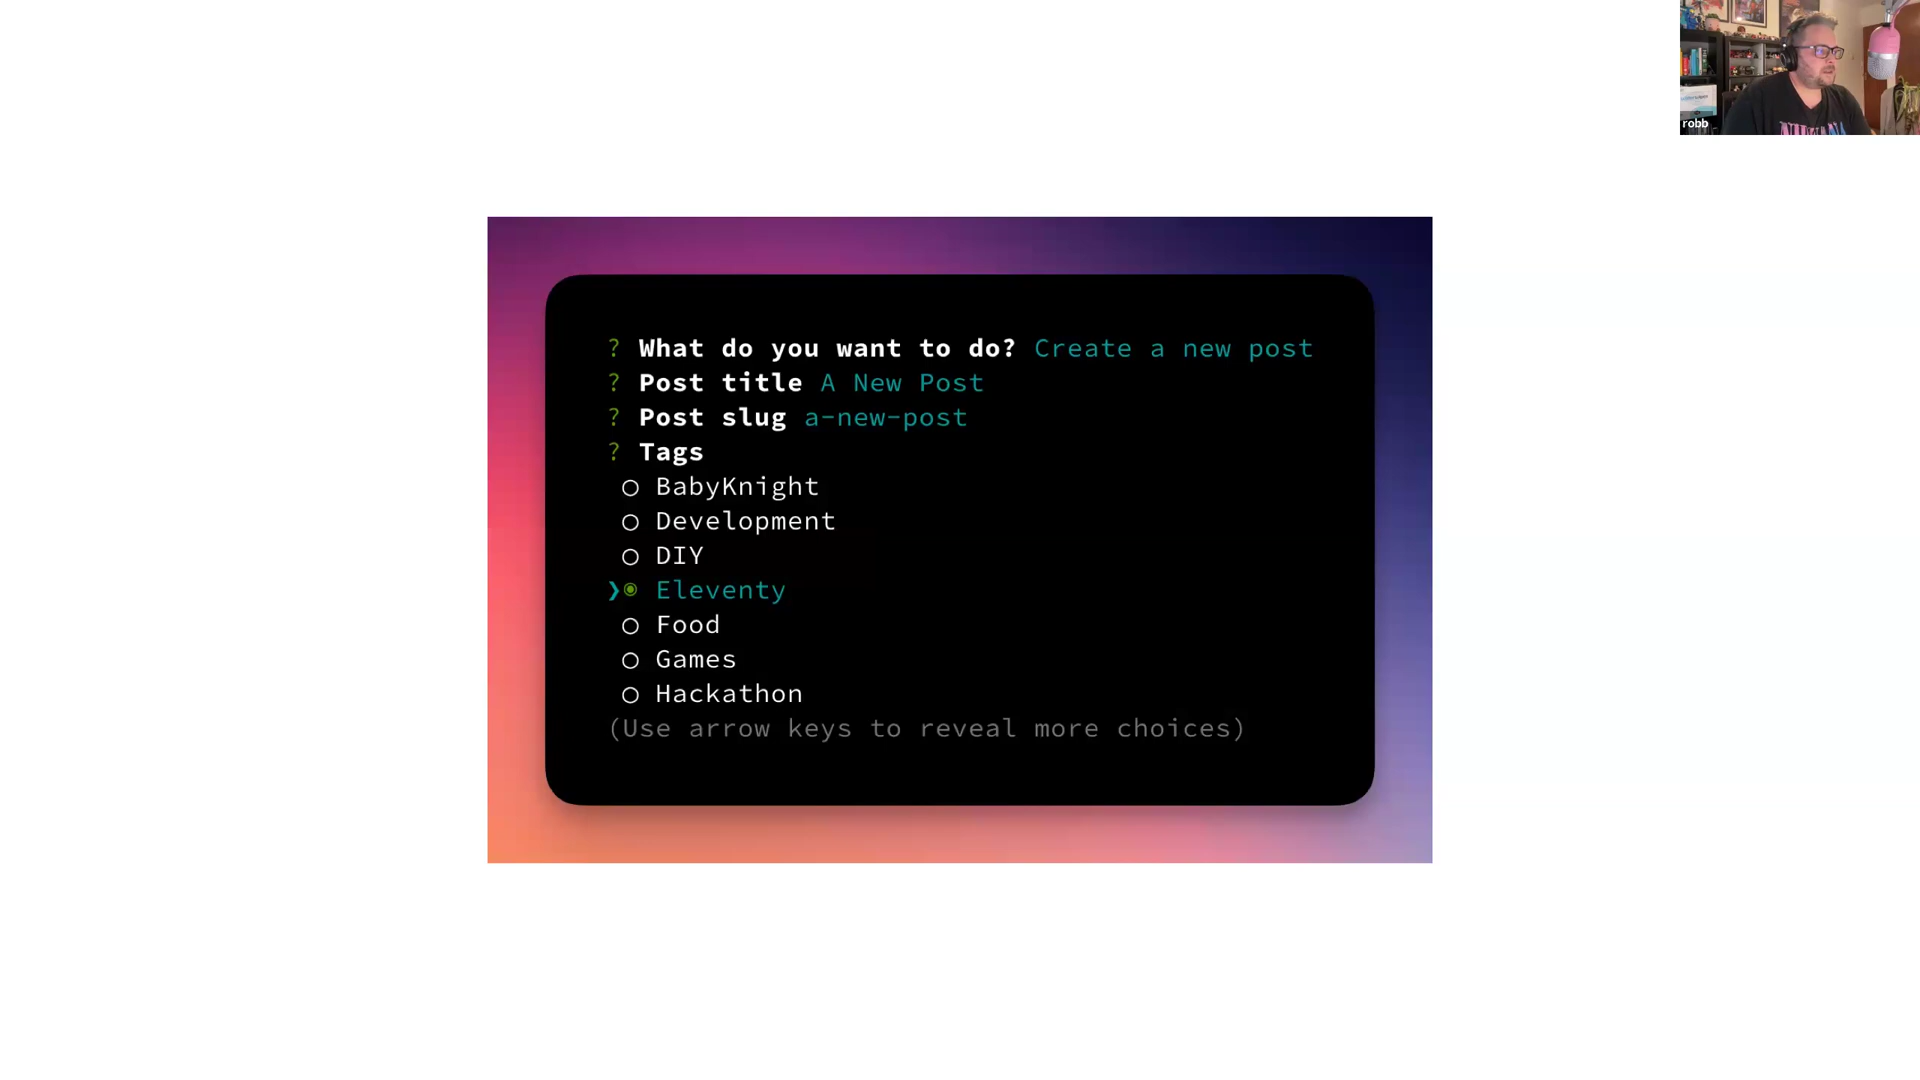 robb
? What do you want to do? Create a new post
? Post title A New Post
? Post slug a-new-post
? Tags
◯ BabyKnight
◯ Development
◯ DIY
❯◉ Eleventy
◯ Food
◯ Games
◯ Hackathon
(Use arrow keys to reveal more choices)